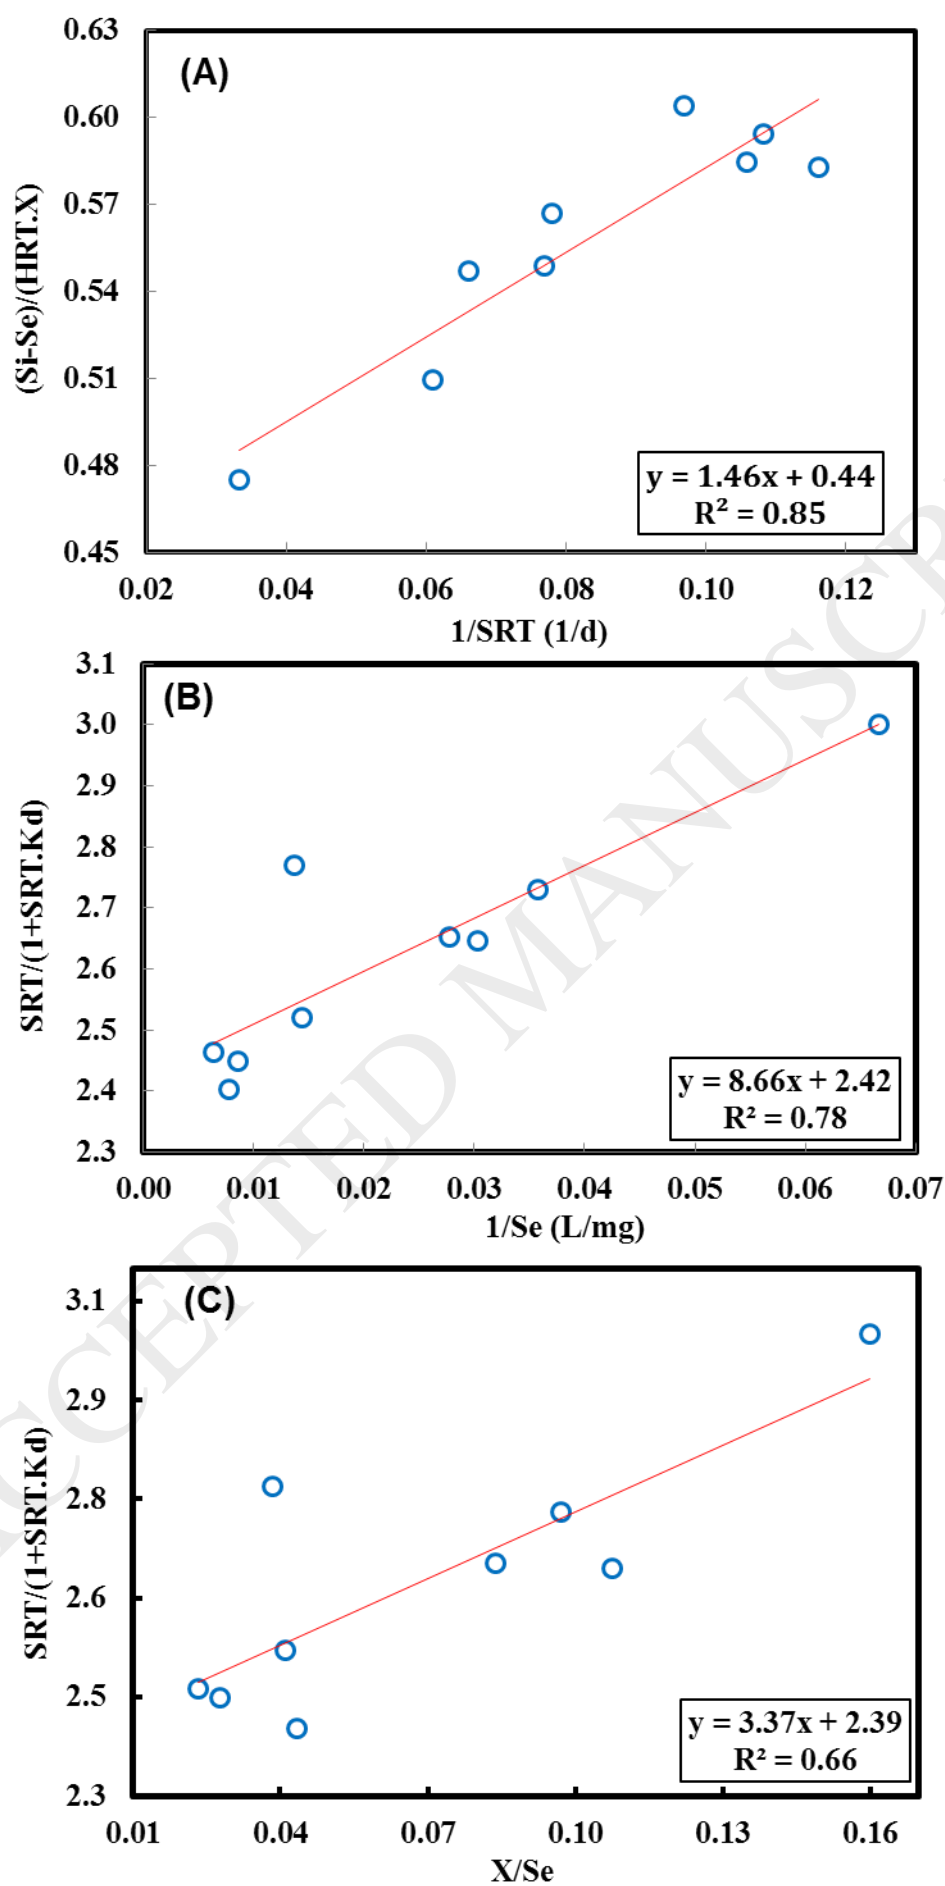 (A)
(Si-Se)/(HRT.X)
0.63
0.60
0.57
0.54
0.51
0.48
0.45
y = 1.46x + 0.44
R² = 0.85
0.02 0.04 0.06 0.08 0.10 0.12
1/SRT (1/d)
(B)
SRT/(1+SRT.Kd)
3.1
3.0
2.9
2.8
2.7
2.6
2.5
2.4
2.3
y = 8.66x + 2.42
R² = 0.78
0.00 0.01 0.02 0.03 0.04 0.05 0.06 0.07
1/Se (L/mg)
(C)
SRT/(1+SRT.Kd)
3.1
2.9
2.8
2.6
2.5
2.3
y = 3.37x + 2.39
R² = 0.66
0.01 0.04 0.07 0.10 0.13 0.16
X/Se
ACCEPTED MANUSCR